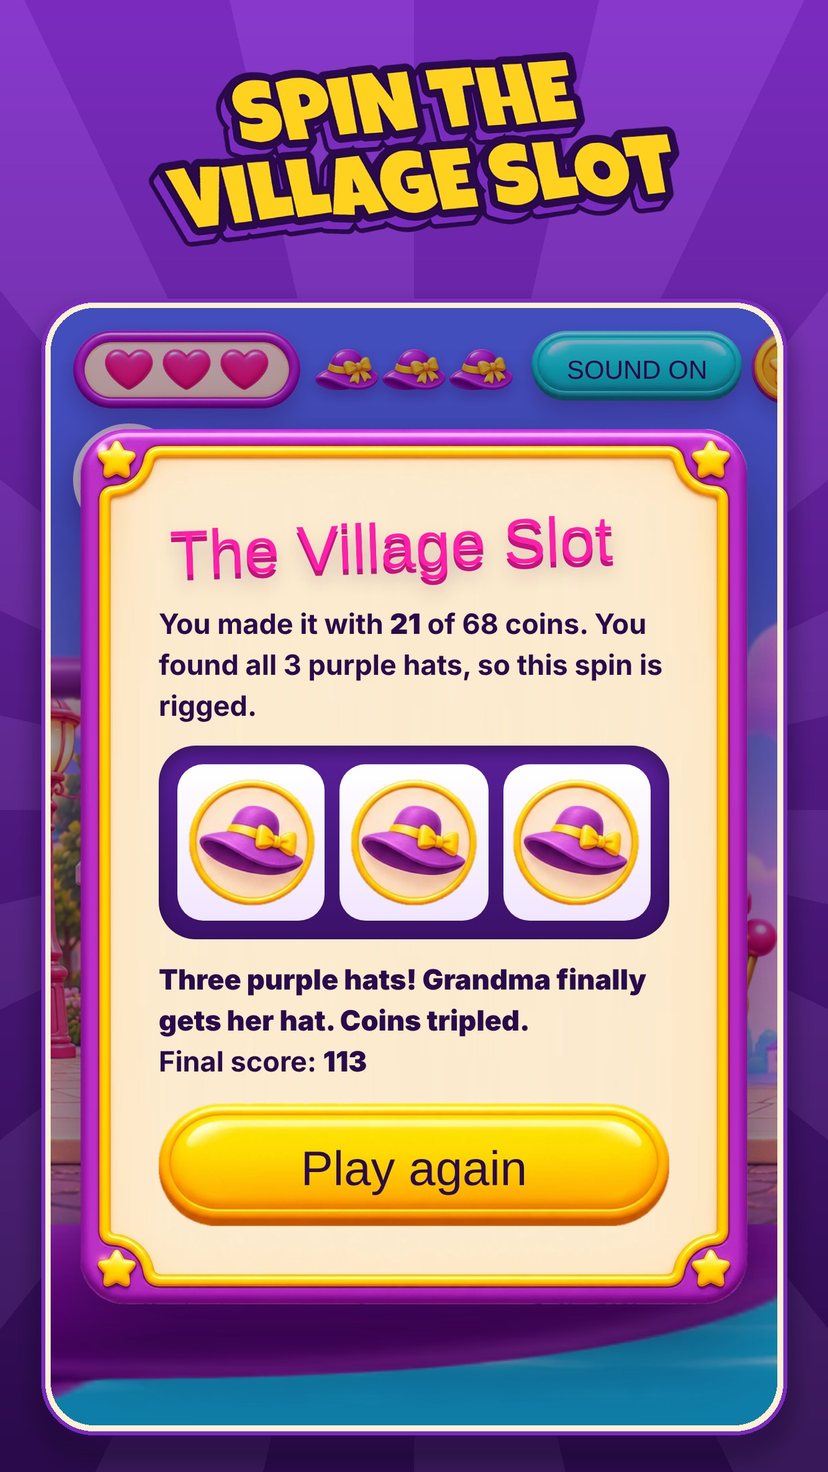 SPIN THE
VILLAGE SLOT
SOUND ON
The Village Slot
You made it with 21 of 68 coins. You
found all 3 purple hats, so this spin is
rigged.
Three purple hats! Grandma finally
gets her hat. Coins tripled.
Final score: 113
Play again